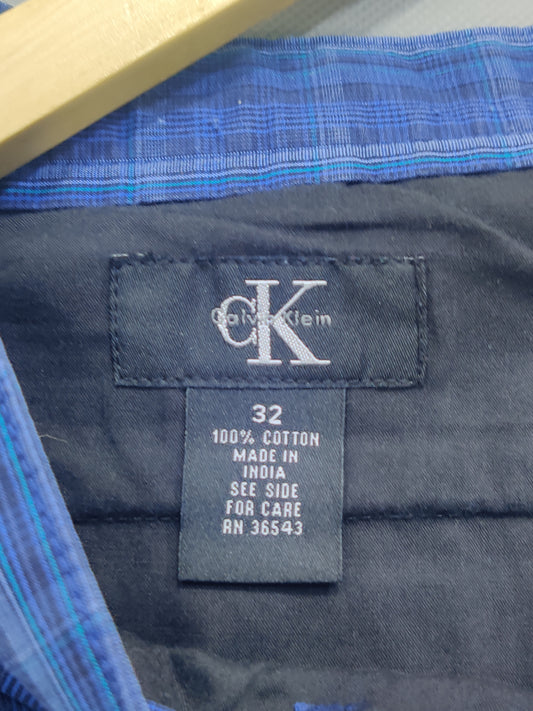 CK
Calvin Klein
32
100% COTTON
MADE IN
INDIA
SEE SIDE
FOR CARE
RN 36543